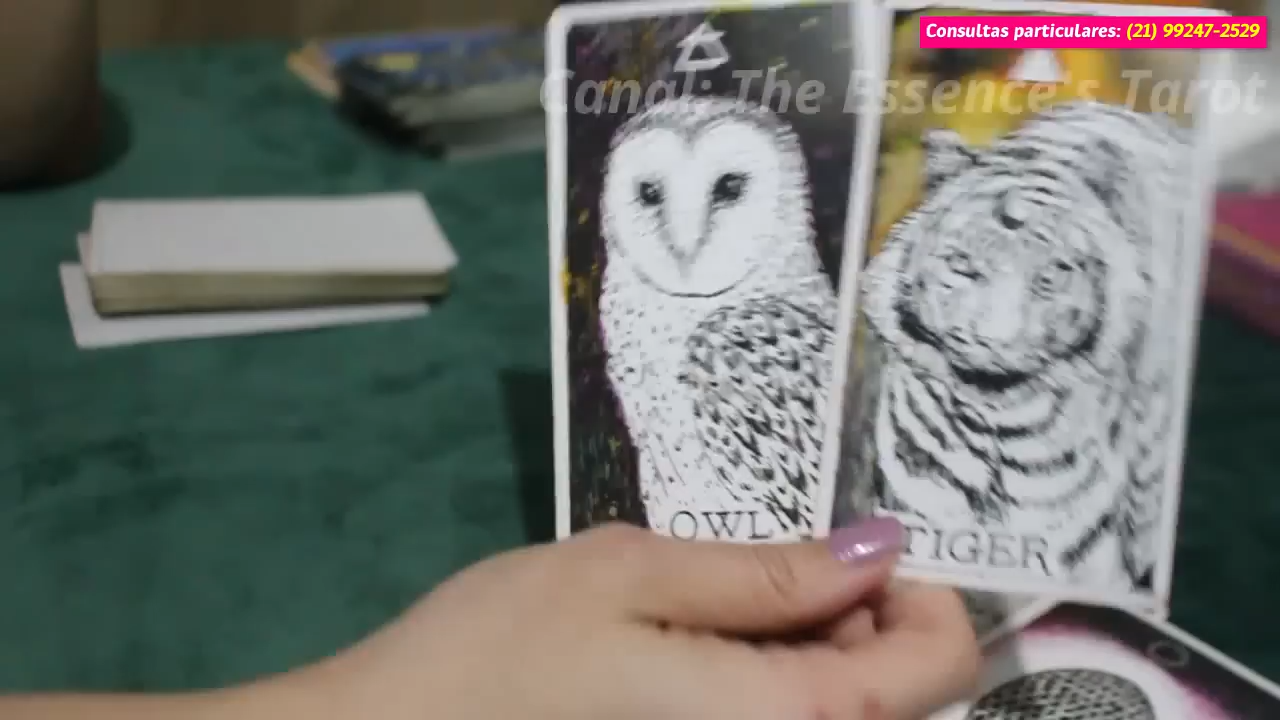 Consultas particulares: (21) 99247-2529
Canal: The Essence's Tarot
OWL
TIGER